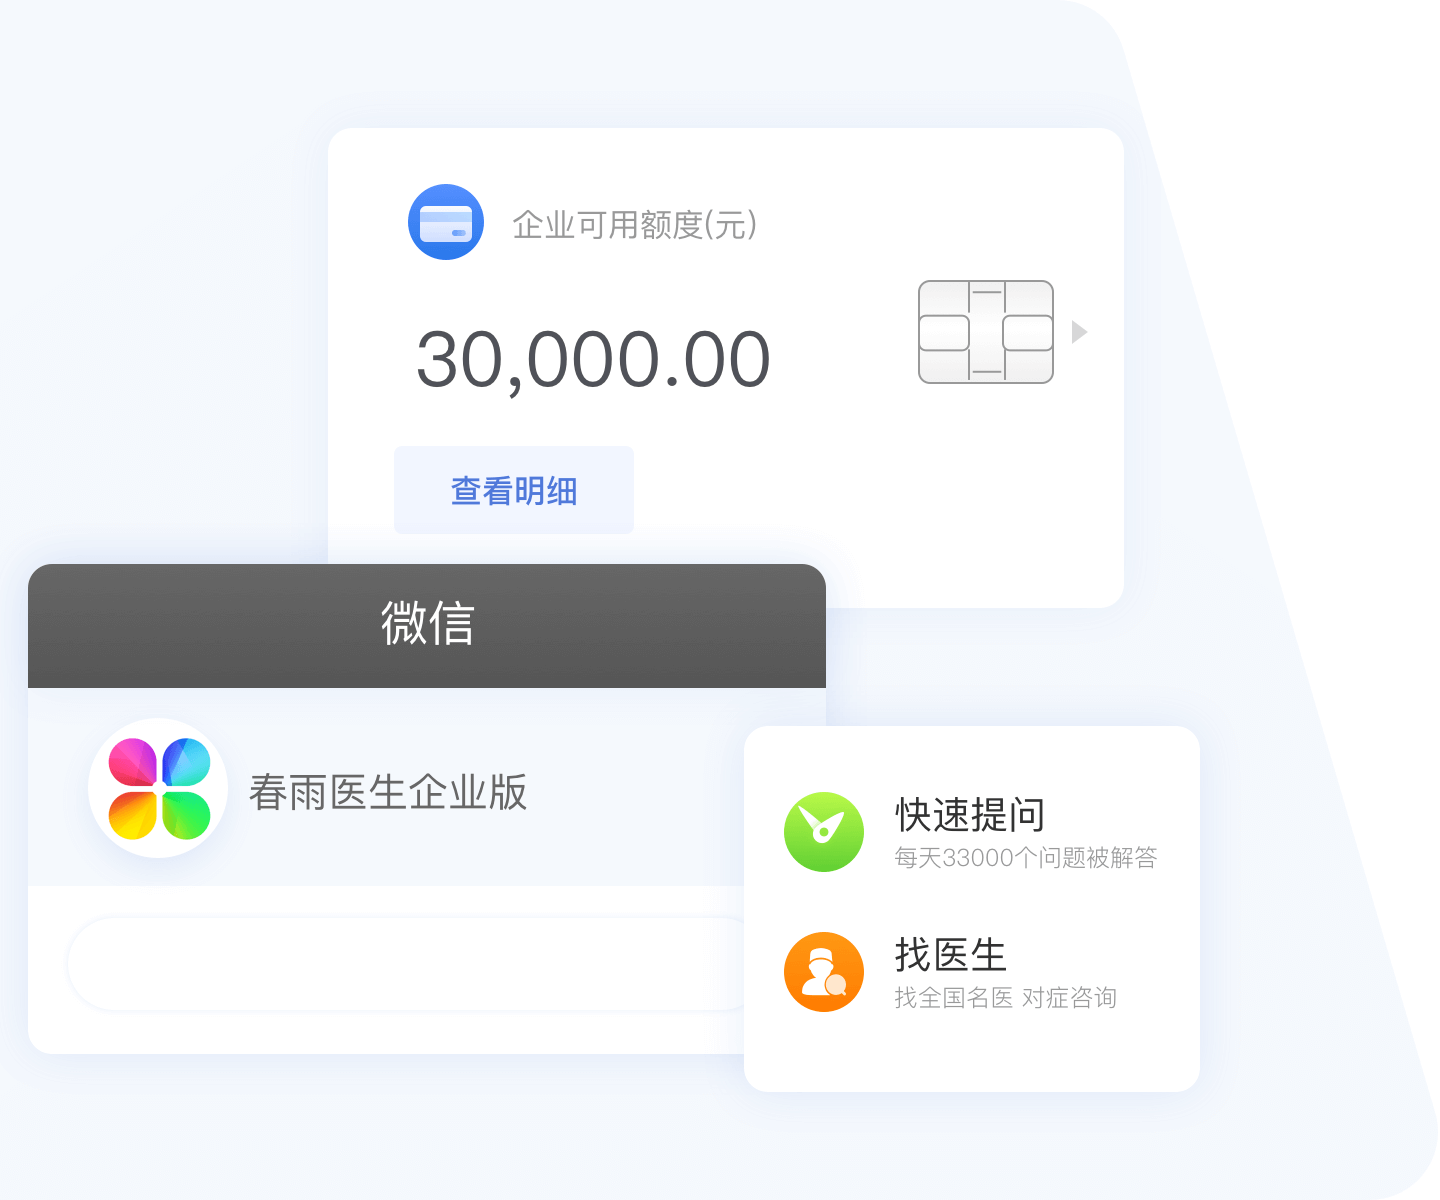 企业可用额度(元)
30,000.00
查看明细
微信
春雨医生企业版
快速提问
每天33000个问题被解答
找医生
找全国名医 对症咨询